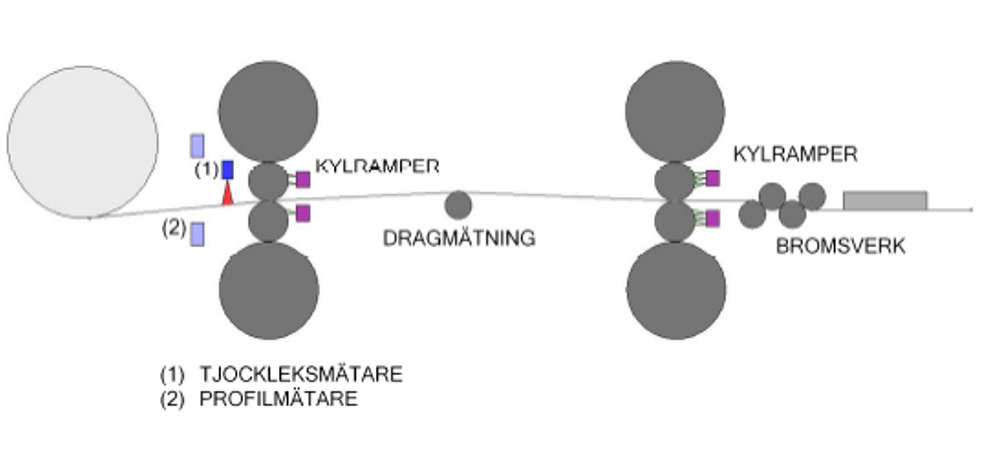 (1)
KYLRAMPER
KYLRAMPER
(2)
DRAGMÄTNING
BROMSVERK
(1) TJOCKLEKSMÄTARE
(2) PROFILMÄTARE